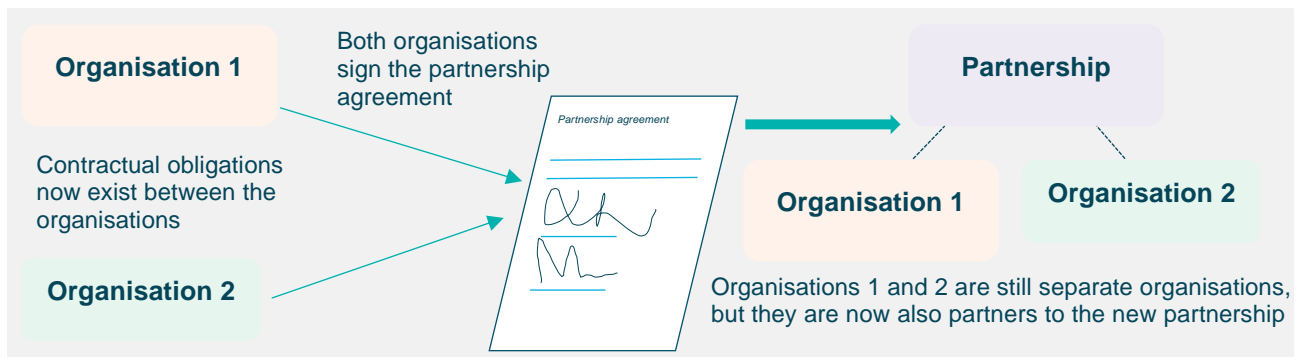 Organisation 1
Both organisations
sign the partnership
agreement
Contractual obligations
now exist between the
organisations
Organisation 2
Partnership agreement
Partnership
Organisation 1
Organisation 2
Organisations 1 and 2 are still separate organisations,
but they are now also partners to the new partnership